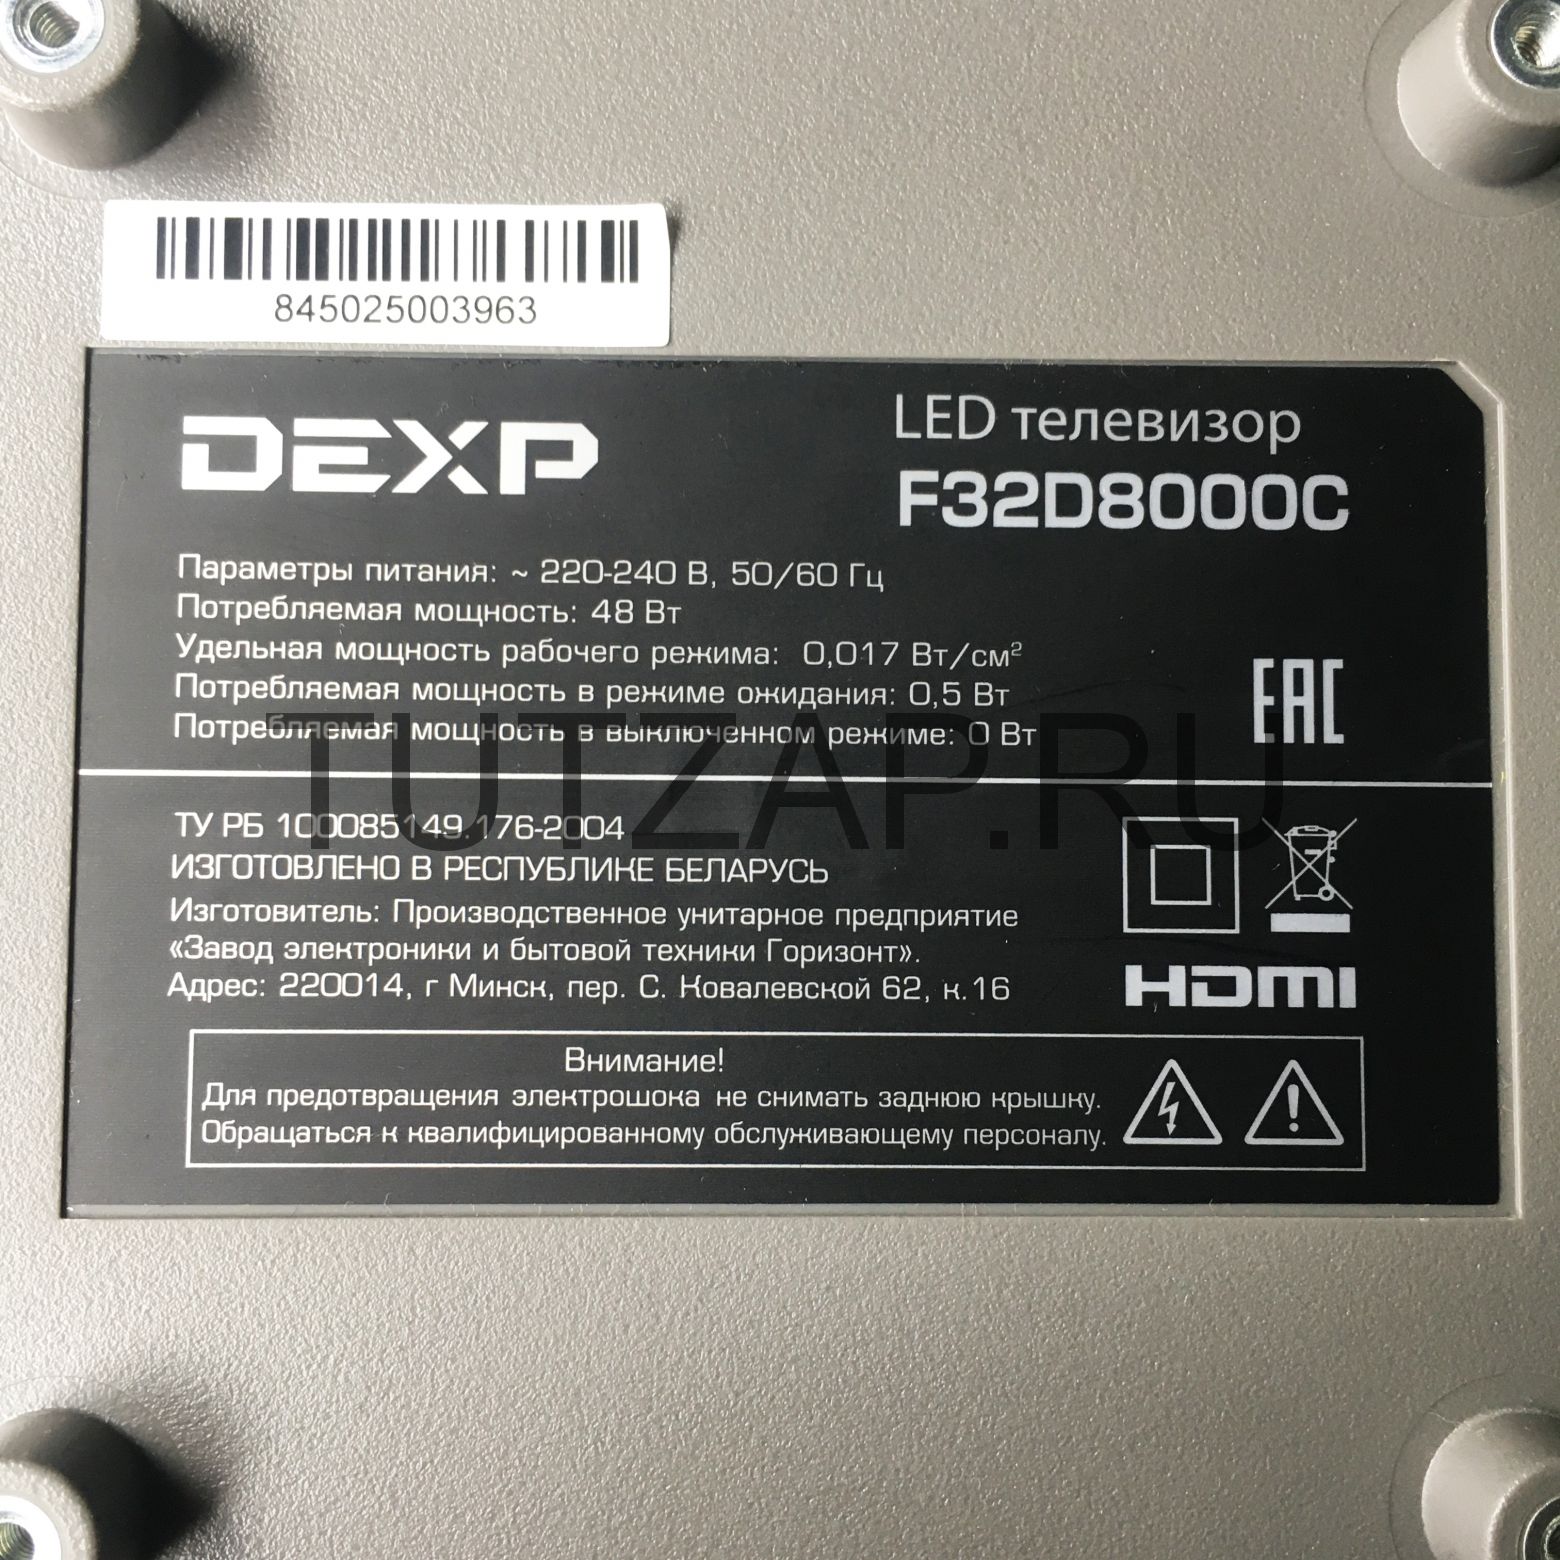 845025003963
DEXP
LED телевизор
F32D8000C
Параметры питания: ~ 220-240 В, 50/60 Гц
Потребляемая мощность: 48 Вт
Удельная мощность рабочего режима: 0,017 Вт/см²
Потребляемая мощность в режиме ожидания: 0,5 Вт
Потребляемая мощность в выключенном режиме: 0 Вт
EAC
TUTZAP.RU
ТУ РБ 100085149.176-2004
ИЗГОТОВЛЕНО В РЕСПУБЛИКЕ БЕЛАРУСЬ
Изготовитель: Производственное унитарное предприятие
«Завод электроники и бытовой техники Горизонт».
Адрес: 220014, г Минск, пер. С. Ковалевской 62, к.16
HDMI
Внимание!
Для предотвращения электрошока не снимать заднюю крышку.
Обращаться к квалифицированному обслуживающему персоналу.